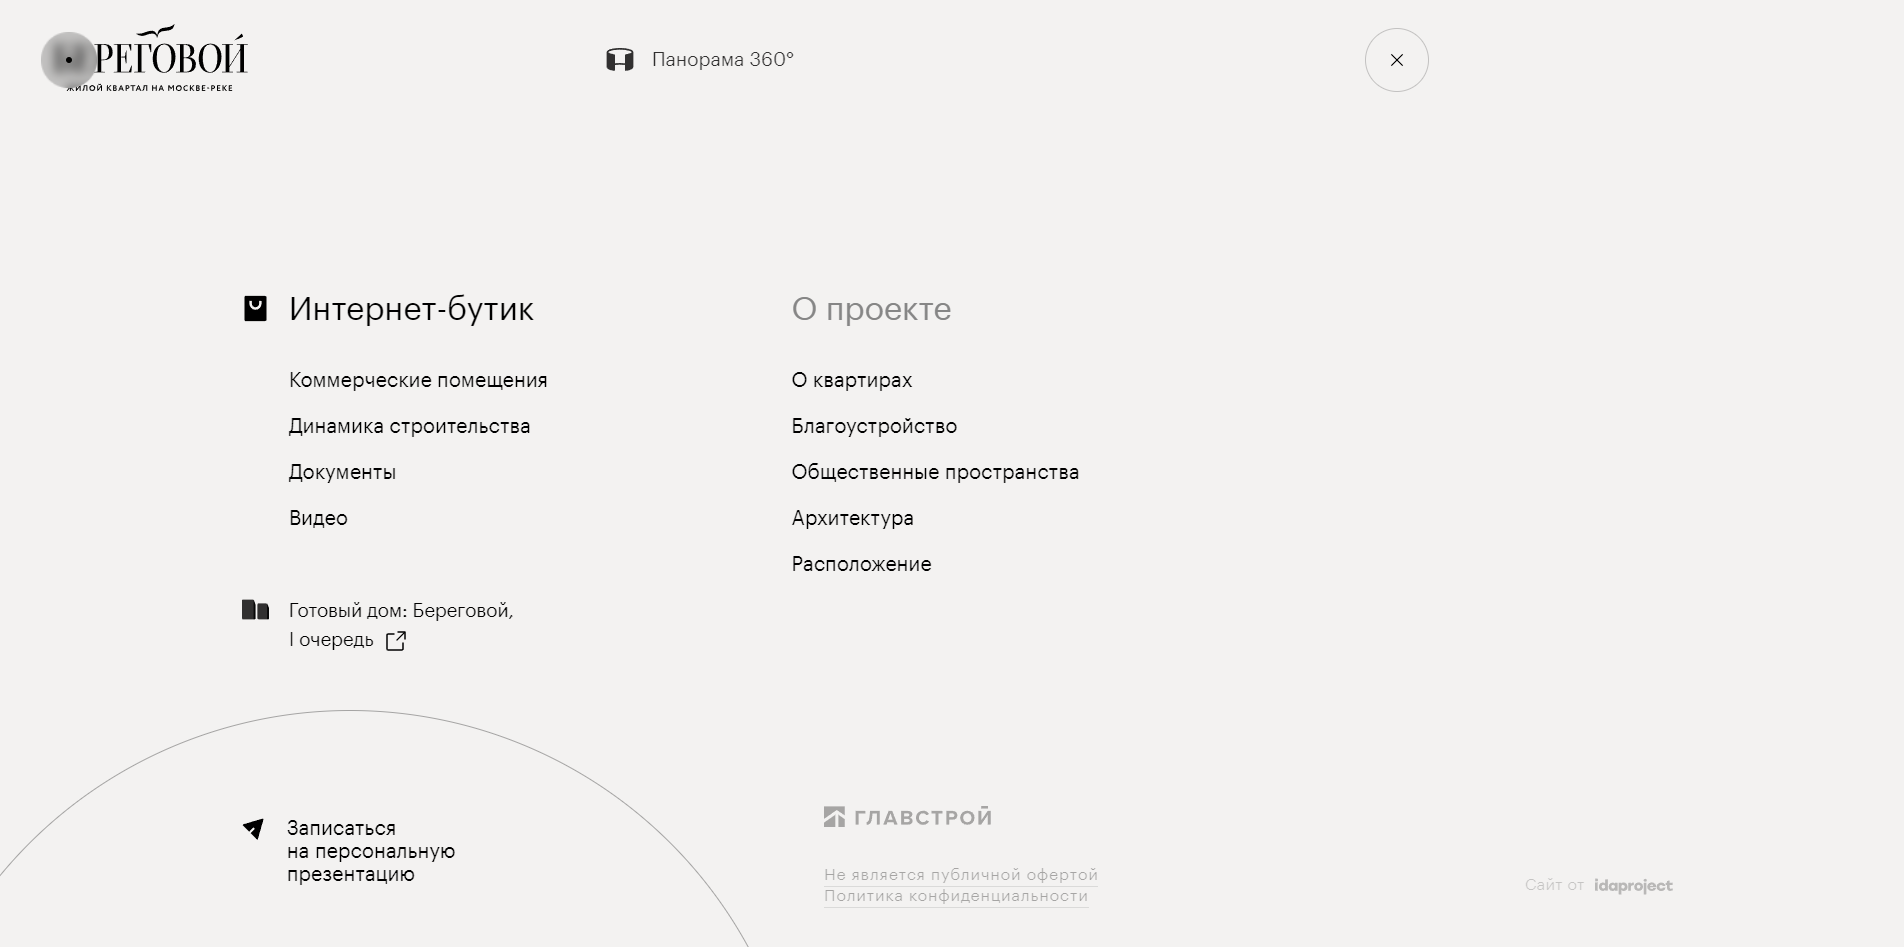 РЕГОВОЙ
ЖИЛОЙ КВАРТАЛ НА МОСКВЕ-РЕКЕ
Панорама 360°
Интернет-бутик
Коммерческие помещения
Динамика строительства
Документы
Видео
Готовый дом: Береговой,
I очередь
О проекте
О квартирах
Благоустройство
Общественные пространства
Архитектура
Расположение
Записаться
на персональную
презентацию
ГЛАВСТРОЙ
Не является публичной офертой
Политика конфиденциальности
Сайт от idaproject